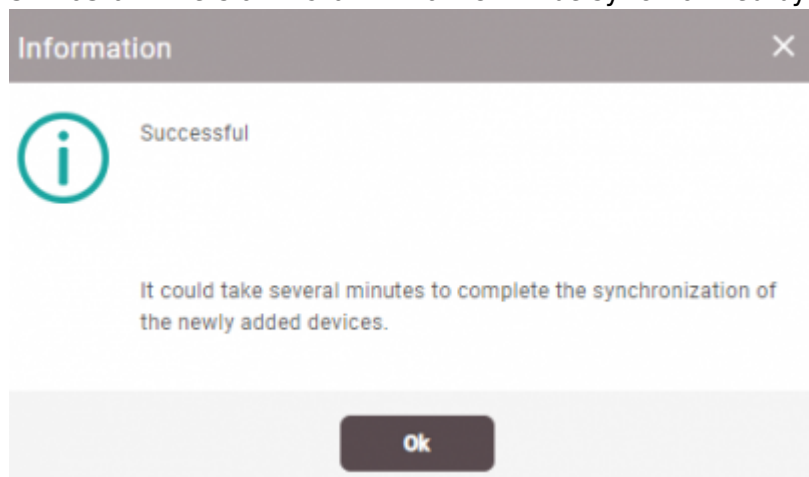 Information
Successful
It could take several minutes to complete the synchronization of
the newly added devices.
Ok